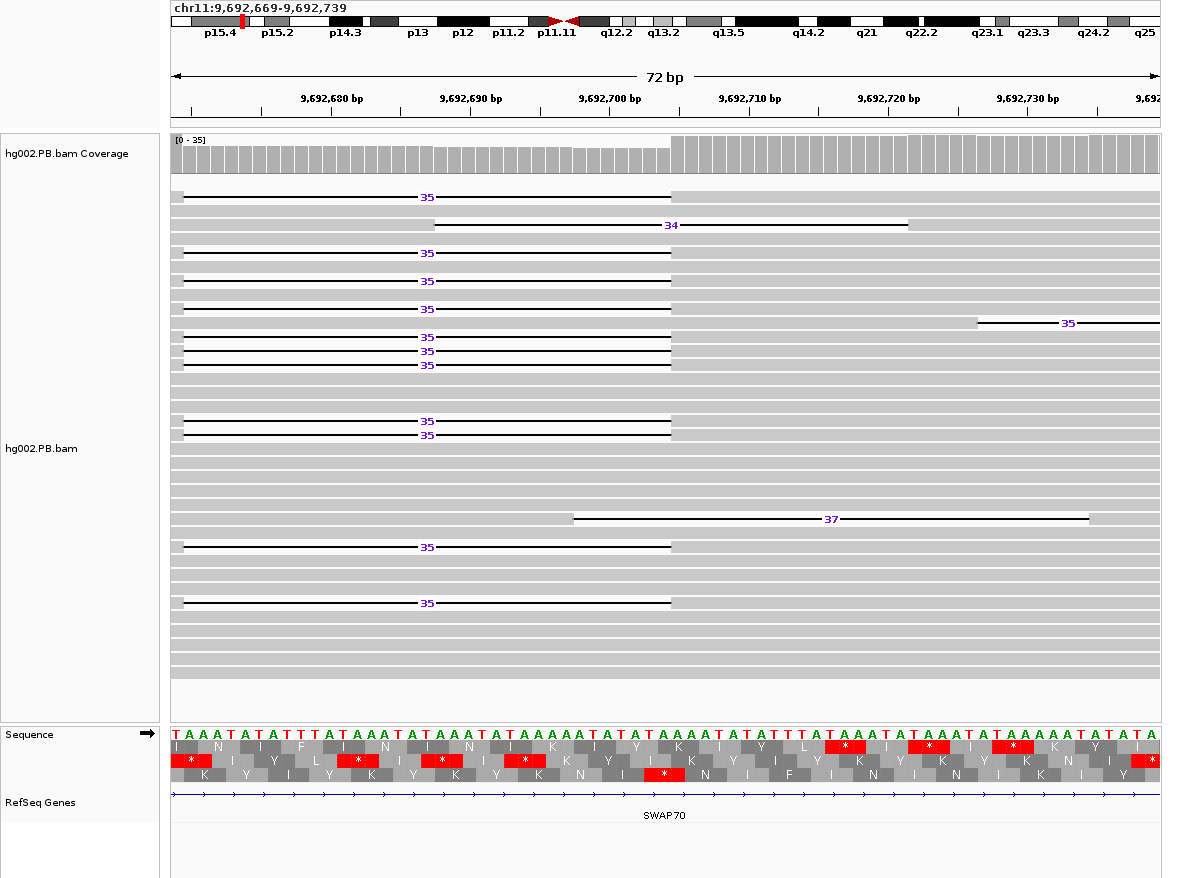 chr11:9,692,669-9,692,739
p15.4 p15.2 p14.3 p13 p12 p11.2 p11.11 q12.2 q13.2 q13.5 q14.2 q21 q22.2 q23.1 q23.3 q24.2 q25
72 bp
9,692,680 bp 9,692,690 bp 9,692,700 bp 9,692,710 bp 9,692,720 bp 9,692,730 bp 9,692
hg002.PB.bam Coverage
[0 - 35]
35
34
35
35
35
35
35
35
35
35
35
hg002.PB.bam
37
35
35
Sequence
T A A A T A T A T T T A T A A A T A T A A A T A T A A A A A T A T A T A A A A T A T A T T T A T A A A T A T A A A T A T A A A A A T A T A T A
I N I F I N I N I K I Y K I Y L * I * I * K Y I
* I Y L * I * I * K Y I K Y I Y K Y K Y K N I *
K Y I Y K Y K Y K N I * N I F I N I N I K I Y
RefSeq Genes
SWAP70